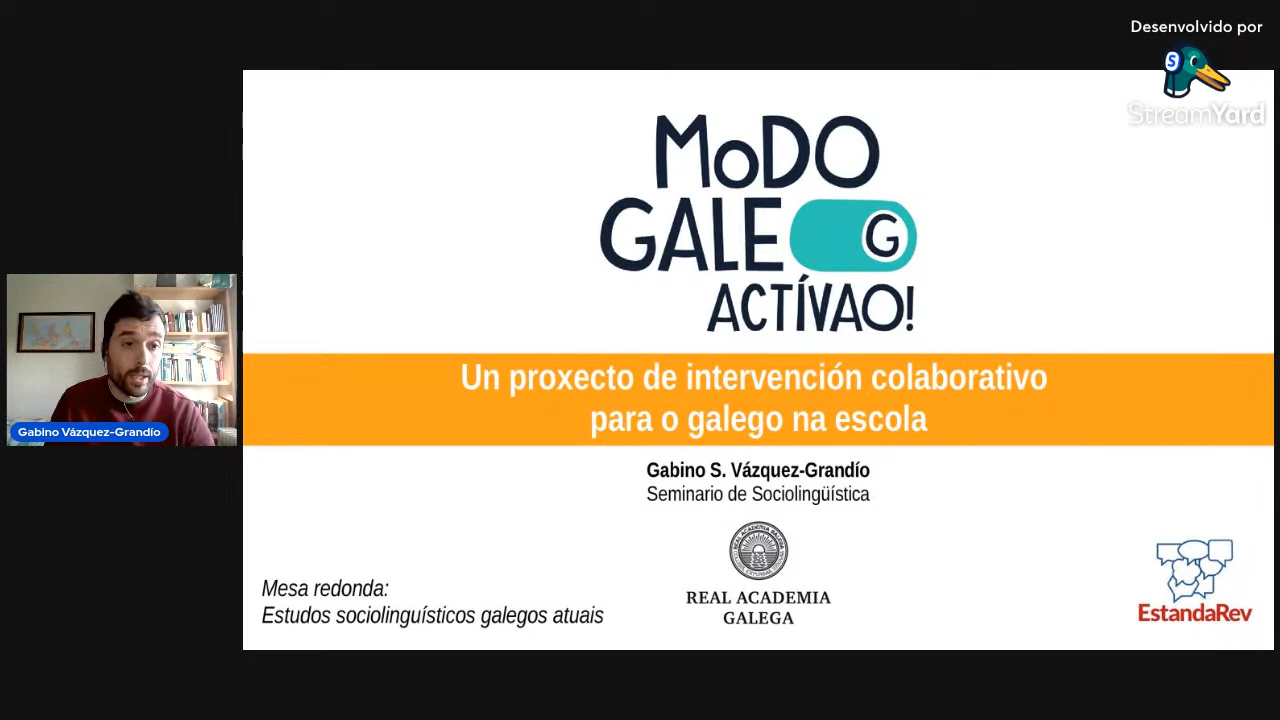 Desenvolvido por
StreamYard
MoDO
GALEG
ACTÍVAO!
Un proxecto de intervención colaborativo
para o galego na escola
Gabino Vázquez-Grandío
Gabino S. Vázquez-Grandío
Seminario de Sociolingüística
REAL ACADEMIA
GALEGA
Mesa redonda:
Estudos sociolinguísticos galegos atuais
EstandaRev